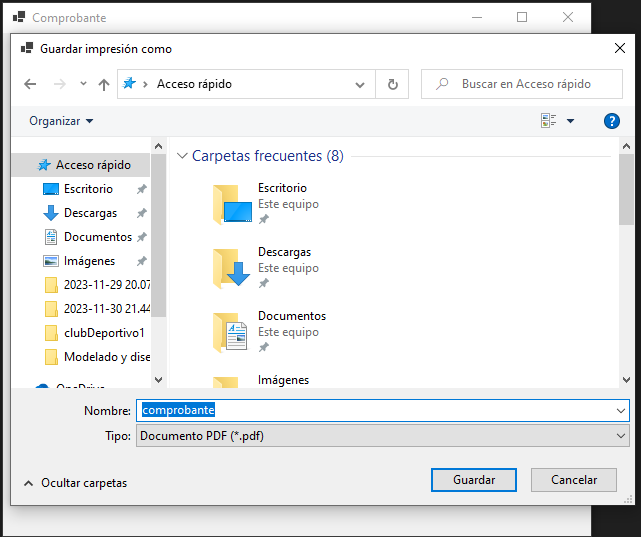 Comprobante
Guardar impresión como
Acceso rápido
Buscar en Acceso rápido
Organizar
?
Acceso rápido
Escritorio
Descargas
Documentos
Imágenes
2023-11-29 20.07
2023-11-30 21.44
clubDeportivo1
Modelado y dise
OneDrive
Carpetas frecuentes (8)
Escritorio
Este equipo
Descargas
Este equipo
Documentos
Este equipo
Imágenes
Nombre: comprobante
Tipo: Documento PDF (*.pdf)
Ocultar carpetas
Guardar
Cancelar